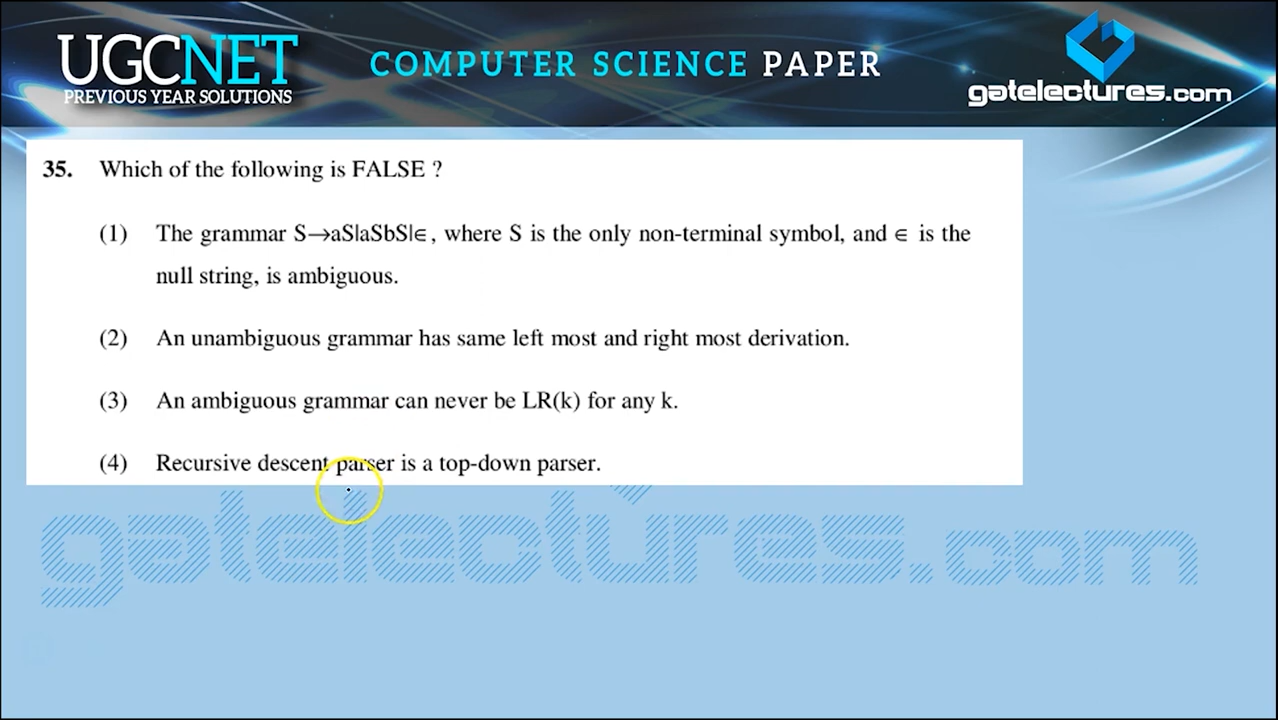 UGCNET
PREVIOUS YEAR SOLUTIONS
COMPUTER SCIENCE PAPER
gatelectures.com
35. Which of the following is FALSE ?
(1) The grammar S→aS|aSbS|∈, where S is the only non-terminal symbol, and ∈ is the
null string, is ambiguous.
(2) An unambiguous grammar has same left most and right most derivation.
(3) An ambiguous grammar can never be LR(k) for any k.
(4) Recursive descent parser is a top-down parser.
gatelectures.com